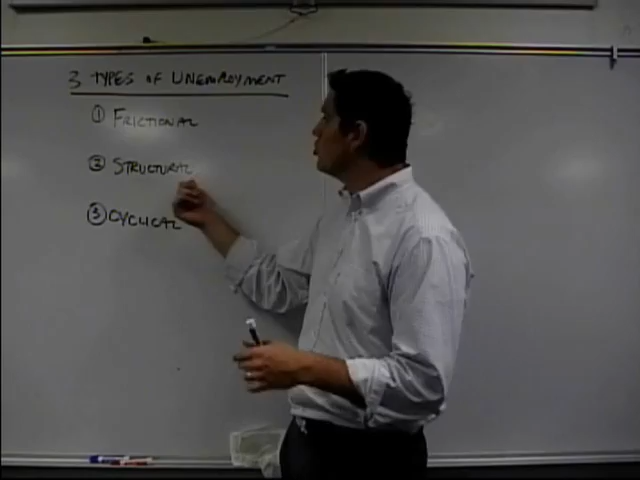 3 TYPES OF UNEMPLOYMENT
① FRICTIONAL
② STRUCTURAL
③ CYCLICAL